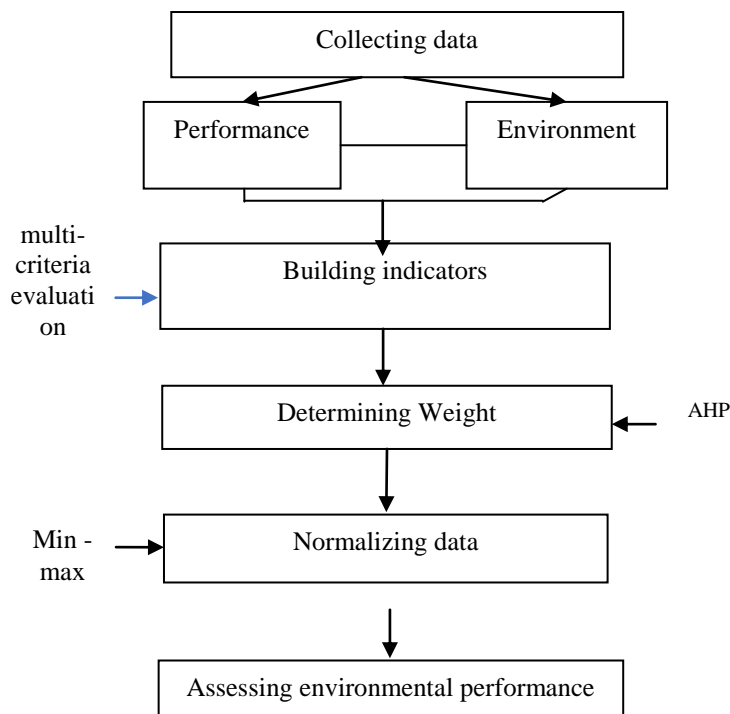 Collecting data
Performance
Environment
multi-
criteria
evaluati
on
Building indicators
Determining Weight
AHP
Min -
max
Normalizing data
Assessing environmental performance